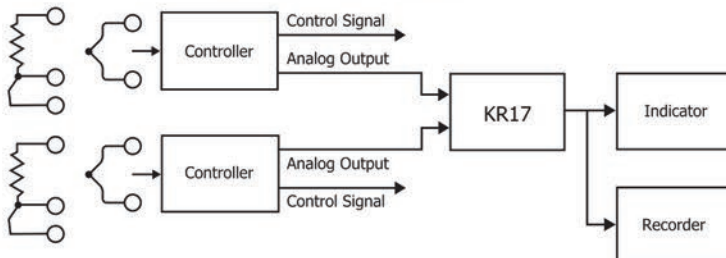 Control Signal
Controller
Analog Output
KR17
Indicator
Controller
Analog Output
Control Signal
Recorder